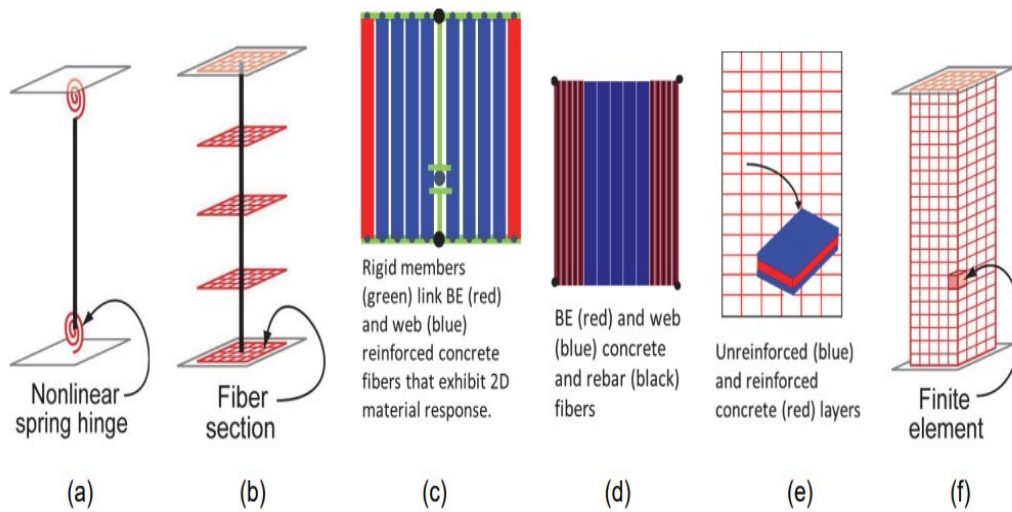 Nonlinear
spring hinge
Fiber
section
Rigid members
(green) link BE (red)
and web (blue)
reinforced concrete
fibers that exhibit 2D
material response.
BE (red) and web
(blue) concrete
and rebar (black)
fibers
Unreinforced (blue)
and reinforced
concrete (red) layers
Finite
element
(a)
(b)
(c)
(d)
(e)
(f)